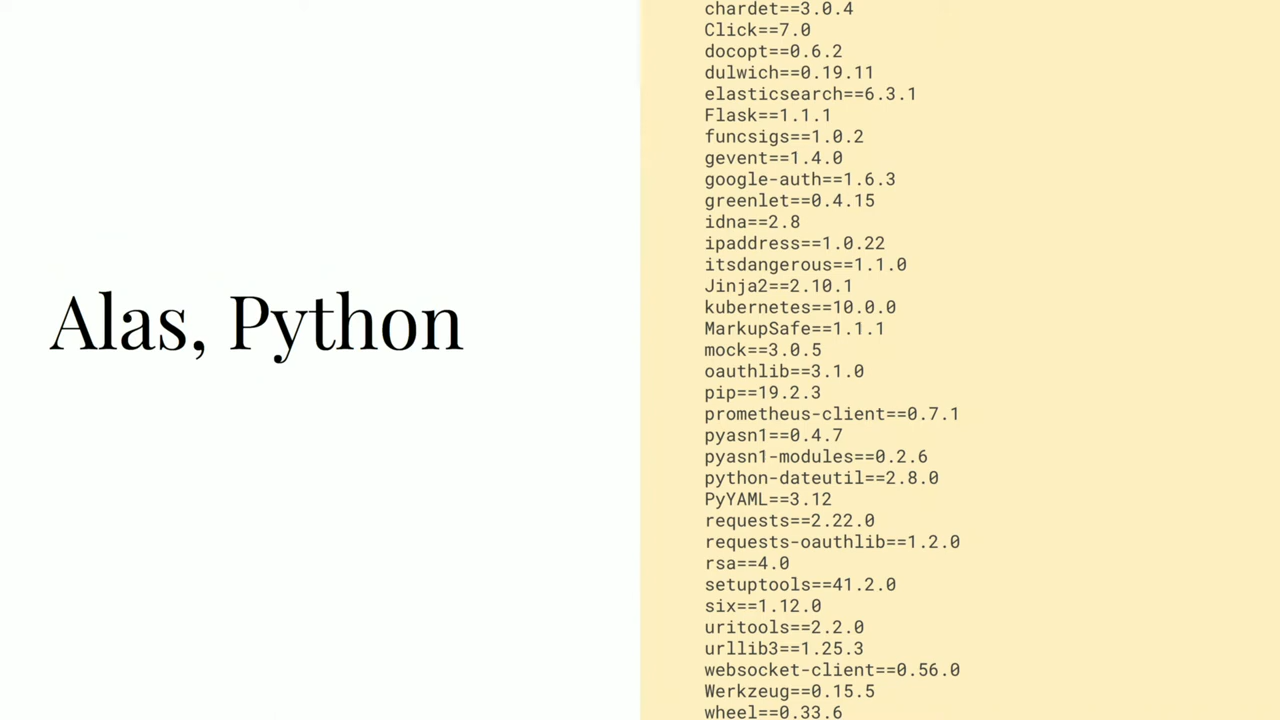 Alas, Python
chardet==3.0.4
Click==7.0
docopt==0.6.2
dulwich==0.19.11
elasticsearch==6.3.1
Flask==1.1.1
funcsigs==1.0.2
gevent==1.4.0
google-auth==1.6.3
greenlet==0.4.15
idna==2.8
ipaddress==1.0.22
itsdangerous==1.1.0
Jinja2==2.10.1
kubernetes==10.0.0
MarkupSafe==1.1.1
mock==3.0.5
oauthlib==3.1.0
pip==19.2.3
prometheus-client==0.7.1
pyasn1==0.4.7
pyasn1-modules==0.2.6
python-dateutil==2.8.0
PyYAML==3.12
requests==2.22.0
requests-oauthlib==1.2.0
rsa==4.0
setuptools==41.2.0
six==1.12.0
uritools==2.2.0
urllib3==1.25.3
websocket-client==0.56.0
Werkzeug==0.15.5
wheel==0.33.6